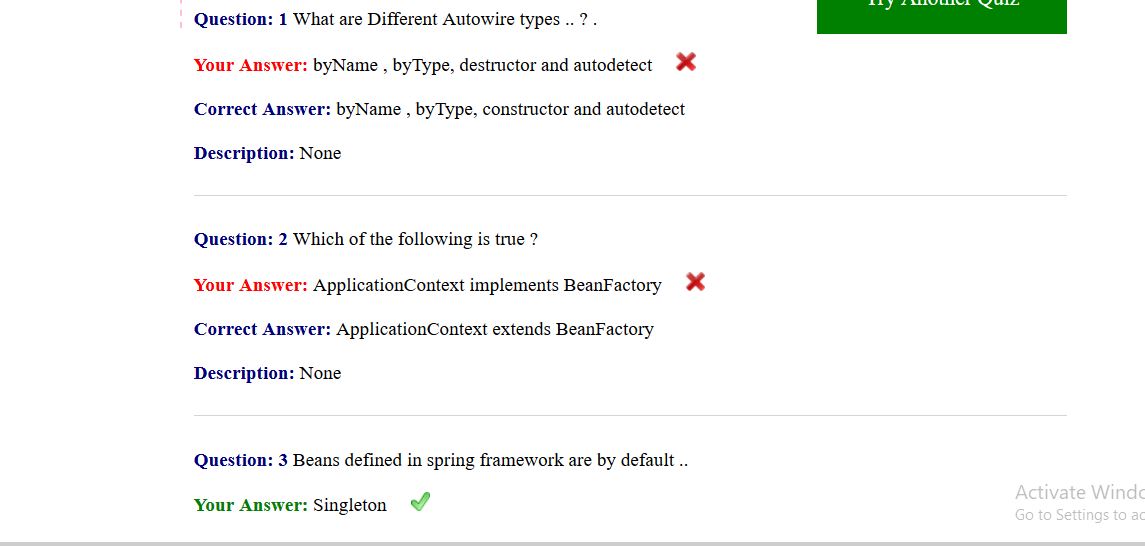 Try Another Quiz
Question: 1 What are Different Autowire types .. ? .
Your Answer: byName , byType, destructor and autodetect
Correct Answer: byName , byType, constructor and autodetect
Description: None
Question: 2 Which of the following is true ?
Your Answer: ApplicationContext implements BeanFactory
Correct Answer: ApplicationContext extends BeanFactory
Description: None
Question: 3 Beans defined in spring framework are by default ..
Your Answer: Singleton
Activate Windo
Go to Settings to ac